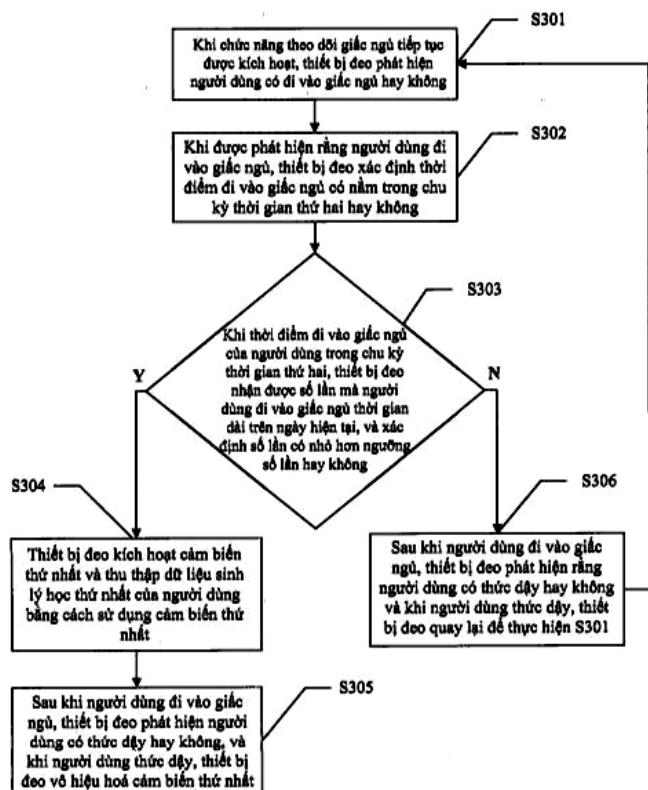 S301
Khi chức năng theo dõi giấc ngủ tiếp tục
được kích hoạt, thiết bị đeo phát hiện
người dùng có đi vào giấc ngủ hay không
S302
Khi được phát hiện rằng người dùng đi
vào giấc ngủ, thiết bị đeo xác định thời
điểm đi vào giấc ngủ có nằm trong chu
kỳ thời gian thứ hai hay không
S303
Khi thời điểm đi vào giấc ngủ
của người dùng trong chu kỳ
thời gian thứ hai, thiết bị đeo
nhận được số lần mà người
dùng đi vào giấc ngủ thời gian
dài trên ngày hiện tại, và xác
định số lần có nhỏ hơn ngưỡng
số lần hay không
Y
N
S304
Thiết bị đeo kích hoạt cảm biến
thứ nhất và thu thập dữ liệu sinh
lý học thứ nhất của người dùng
bằng cách sử dụng cảm biến thứ
nhất
S306
Sau khi người dùng đi vào giấc
ngủ, thiết bị đeo phát hiện rằng
người dùng có thức dậy hay không
và khi người dùng thức dậy, thiết
bị đeo quay lại để thực hiện S301
S305
Sau khi người dùng đi vào giấc
ngủ, thiết bị đeo phát hiện người
dùng có thức dậy hay không, và
khi người dùng thức dậy, thiết bị
đeo vô hiệu hoá cảm biến thứ nhất